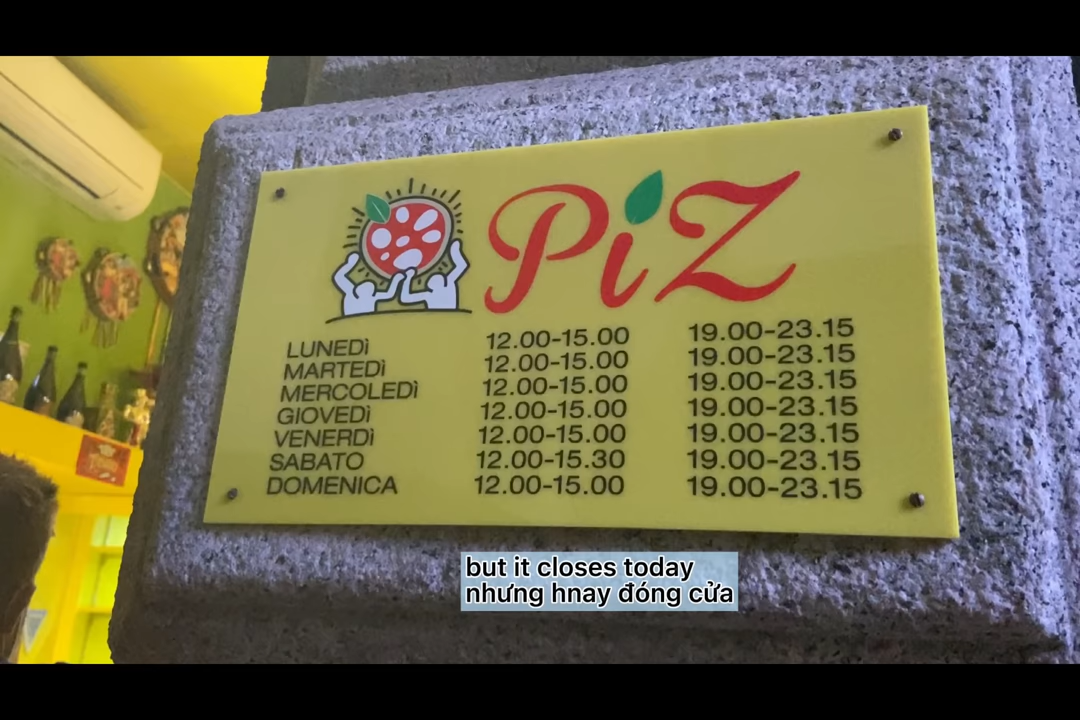 PiZ
LUNEDÌ 12.00-15.00 19.00-23.15
MARTEDÌ 12.00-15.00 19.00-23.15
MERCOLEDÌ 12.00-15.00 19.00-23.15
GIOVEDÌ 12.00-15.00 19.00-23.15
VENERDÌ 12.00-15.00 19.00-23.15
SABATO 12.00-15.30 19.00-23.15
DOMENICA 12.00-15.00 19.00-23.15
but it closes today
nhưng hnay đóng cửa